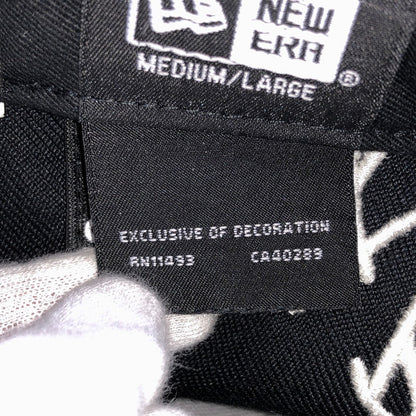 NEW
ERA
MEDIUM/LARGE®
EXCLUSIVE OF DECORATION
RN11493 CA40289